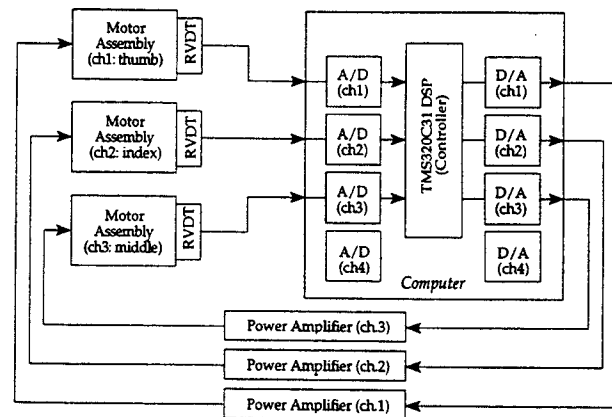 Motor
Assembly
(ch1: thumb)
RVDT
Motor
Assembly
(ch2: index)
RVDT
Motor
Assembly
(ch3: middle)
RVDT
A/D
(ch1)
A/D
(ch2)
A/D
(ch3)
A/D
(ch4)
TMS320C31 DSP
(Controller)
D/A
(ch1)
D/A
(ch2)
D/A
(ch3)
D/A
(ch4)
Computer
Power Amplifier (ch.3)
Power Amplifier (ch.2)
Power Amplifier (ch.1)